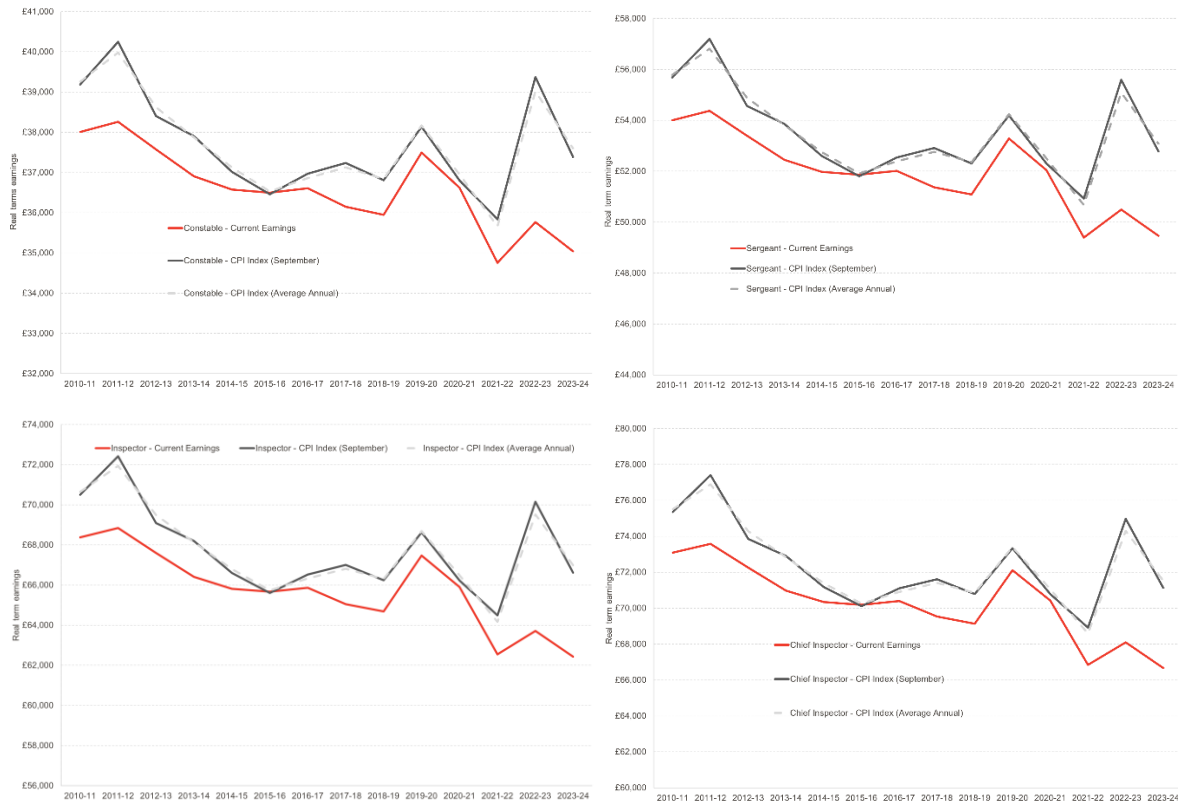 £41,000
£40,000
£39,000
£38,000
£37,000
£36,000
£35,000
£34,000
£33,000
£32,000
Real term earnings
Constable - Current Earnings
Constable - CPI Index (September)
Constable - CPI Index (Average Annual)
2010-11 2011-12 2012-13 2013-14 2014-15 2015-16 2016-17 2017-18 2018-19 2019-20 2020-21 2021-22 2022-23 2023-24
£58,000
£56,000
£54,000
£52,000
£50,000
£48,000
£46,000
£44,000
Real term earnings
Sergeant - Current Earnings
Sergeant - CPI Index (September)
Sergeant - CPI Index (Average Annual)
2010-11 2011-12 2012-13 2013-14 2014-15 2015-16 2016-17 2017-18 2018-19 2019-20 2020-21 2021-22 2022-23 2023-24
£74,000
£72,000
£70,000
£68,000
£66,000
£64,000
£62,000
£60,000
£58,000
£56,000
Real term earnings
Inspector - Current Earnings Inspector - CPI Index (September) Inspector - CPI Index (Average Annual)
2010-11 2011-12 2012-13 2013-14 2014-15 2015-16 2016-17 2017-18 2018-19 2019-20 2020-21 2021-22 2022-23 2023-24
£80,000
£78,000
£76,000
£74,000
£72,000
£70,000
£68,000
£66,000
£64,000
£62,000
£60,000
Real term earnings
Chief Inspector - Current Earnings
Chief Inspector - CPI Index (September)
Chief Inspector - CPI Index (Average Annual)
2010-11 2011-12 2012-13 2013-14 2014-15 2015-16 2016-17 2017-18 2018-19 2019-20 2020-21 2021-22 2022-23 2023-24